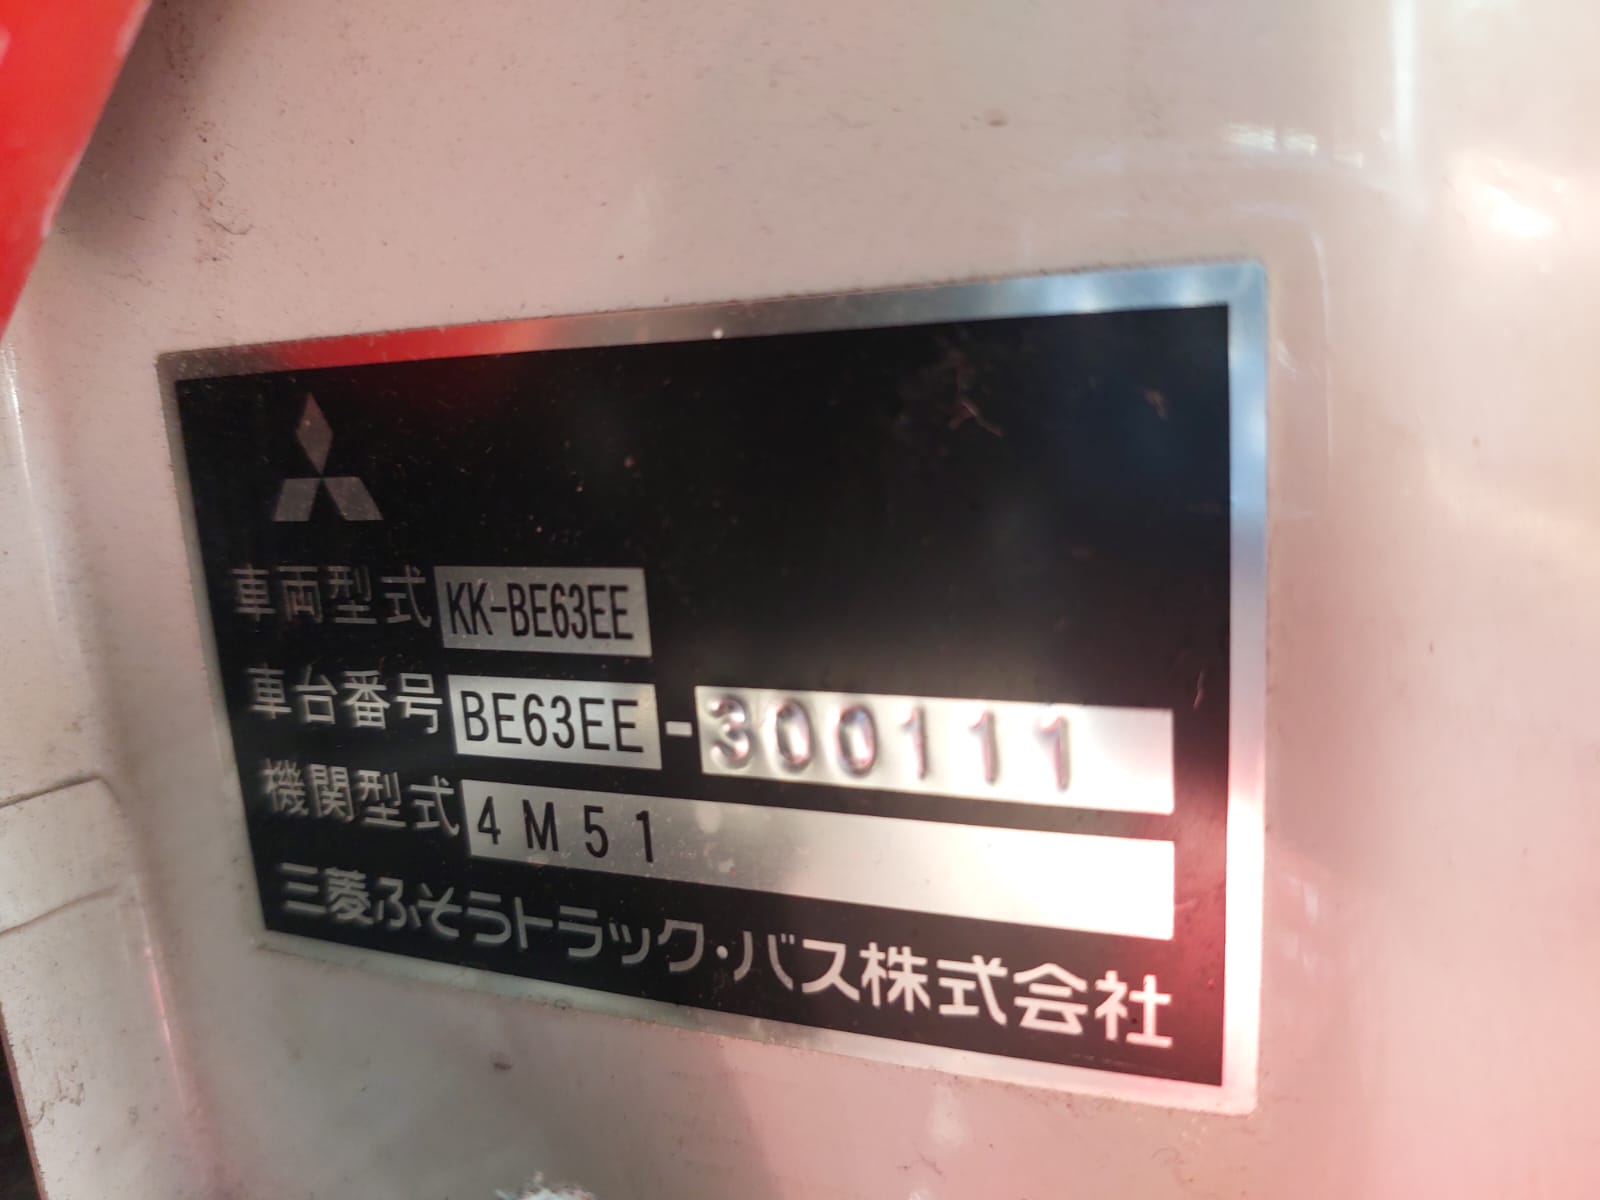 車両型式 KK-BE63EE
車台番号 BE63EE-300111
機関型式 4M51
三菱ふそうトラック・バス株式会社